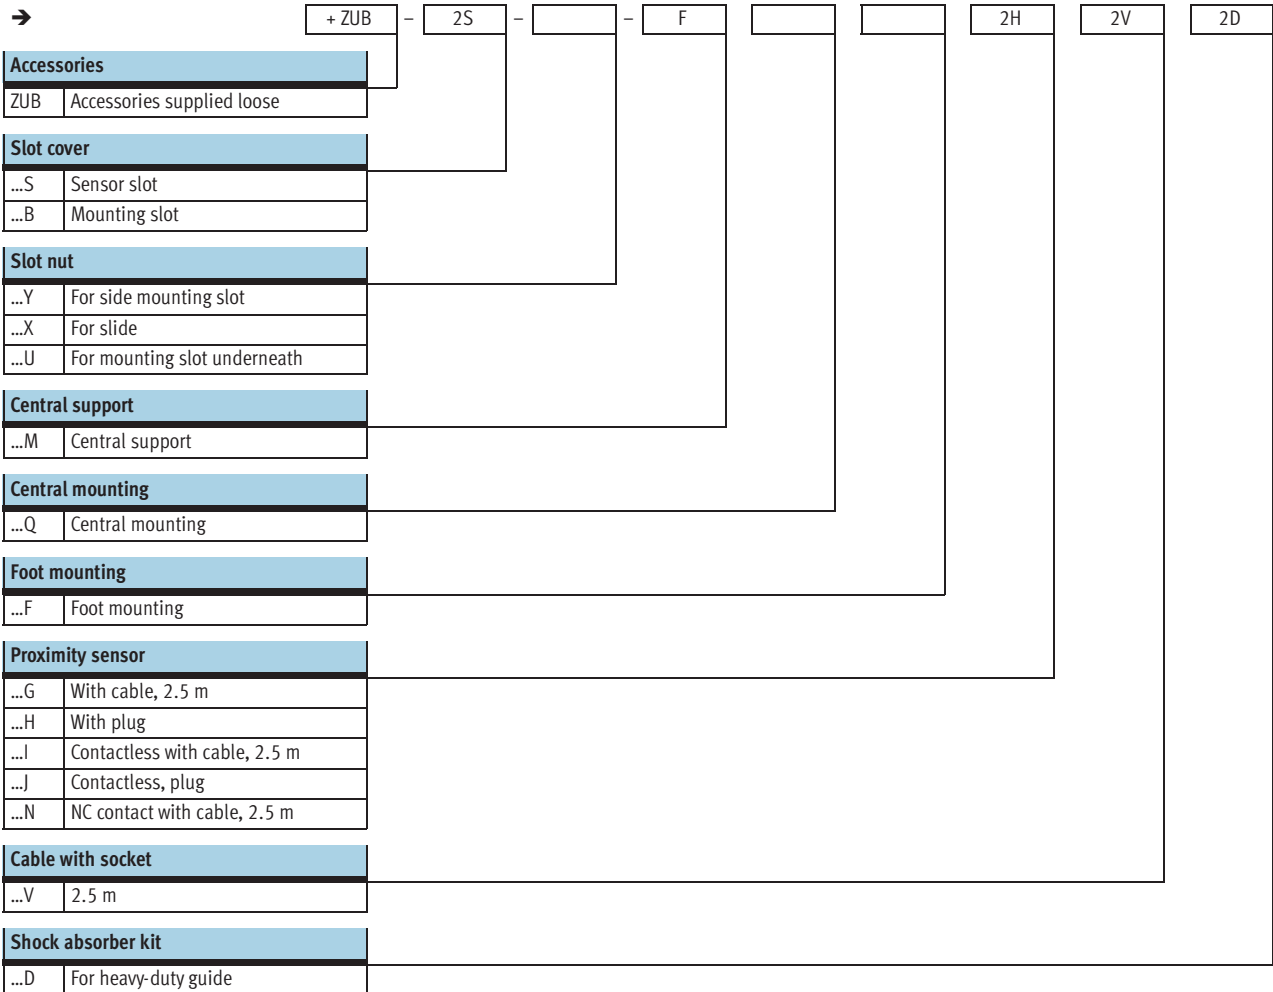 ➔ + ZUB – 2S – – F 2H 2V 2D
Accessories
ZUB Accessories supplied loose
Slot cover
...S Sensor slot
...B Mounting slot
Slot nut
...Y For side mounting slot
...X For slide
...U For mounting slot underneath
Central support
...M Central support
Central mounting
...Q Central mounting
Foot mounting
...F Foot mounting
Proximity sensor
...G With cable, 2.5 m
...H With plug
...I Contactless with cable, 2.5 m
...J Contactless, plug
...N NC contact with cable, 2.5 m
Cable with socket
...V 2.5 m
Shock absorber kit
...D For heavy-duty guide